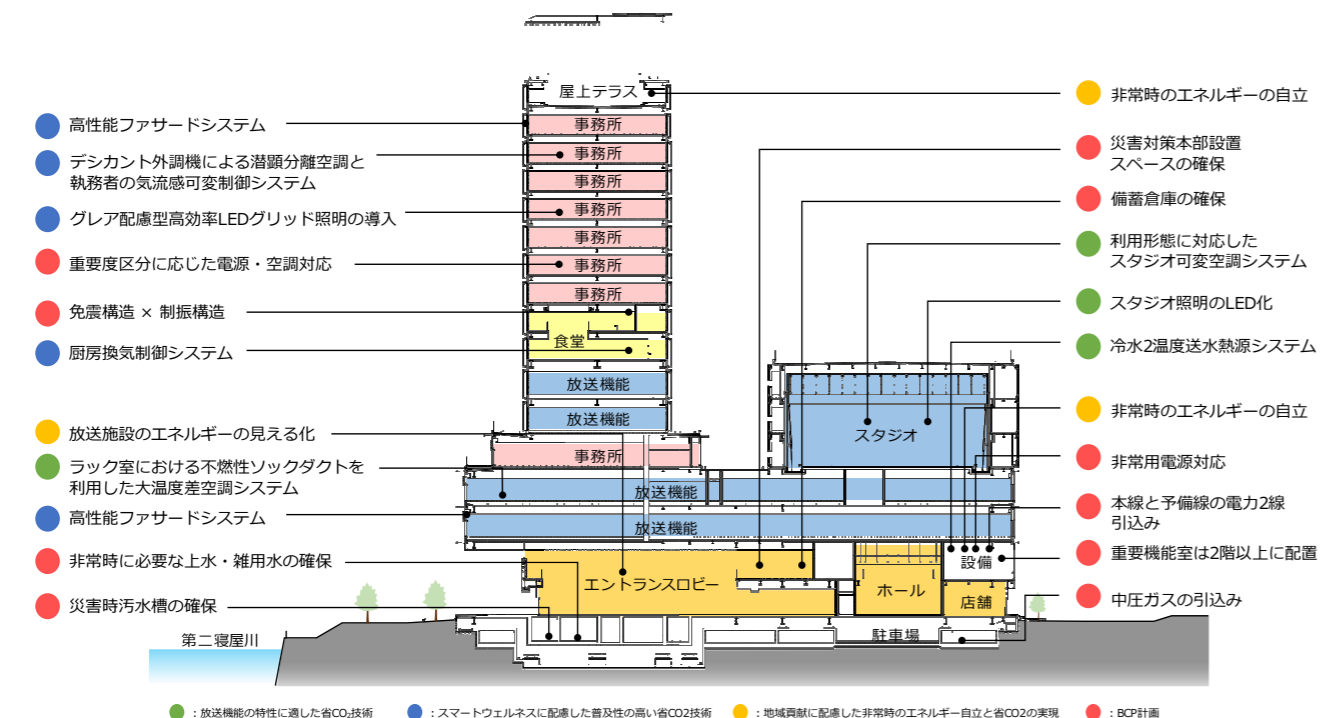 高性能ファサードシステム
デシカント外調機による潜顕分離空調と
執務者の気流感可変制御システム
グレア配慮型高効率LEDグリッド照明の導入
重要度区分に応じた電源・空調対応
免震構造 × 制振構造
厨房換気制御システム
放送施設のエネルギーの見える化
ラック室における不燃性ソックダクトを
利用した大温度差空調システム
高性能ファサードシステム
非常時に必要な上水・雑用水の確保
災害時汚水槽の確保
第二寝屋川
屋上テラス
事務所
事務所
事務所
事務所
事務所
事務所
事務所
食堂
放送機能
放送機能
事務所
放送機能
放送機能
スタジオ
エントランスロビー
ホール
設備
店舗
駐車場
非常時のエネルギーの自立
災害対策本部設置
スペースの確保
備蓄倉庫の確保
利用形態に対応した
スタジオ可変空調システム
スタジオ照明のLED化
冷水2温度送水熱源システム
非常時のエネルギーの自立
非常用電源対応
本線と予備線の電力2線
引込み
重要機能室は2階以上に配置
中圧ガスの引込み
：放送機能の特性に適した省CO₂技術
：スマートウェルネスに配慮した普及性の高い省CO2技術
：地域貢献に配慮した非常時のエネルギー自立と省CO2の実現
：BCP計画